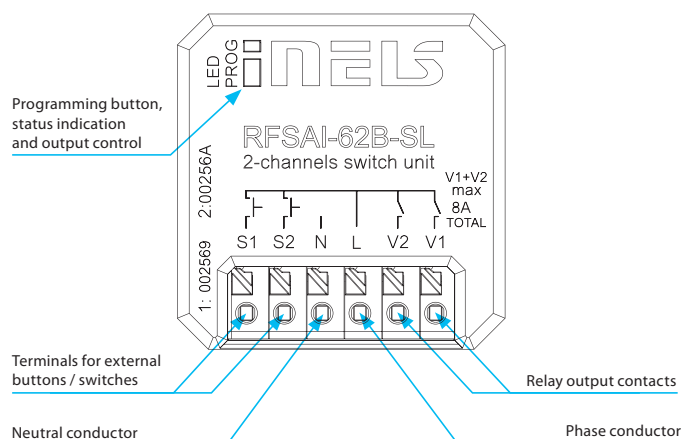 LED
PROG
iNELS
Programming button,
status indication
and output control
RFSAI-62B-SL
2-channels switch unit
2:00256A
1: 002569
V1+V2
max
8A
TOTAL
S1 S2 N L V2 V1
Terminals for external
buttons / switches
Relay output contacts
Neutral conductor
Phase conductor